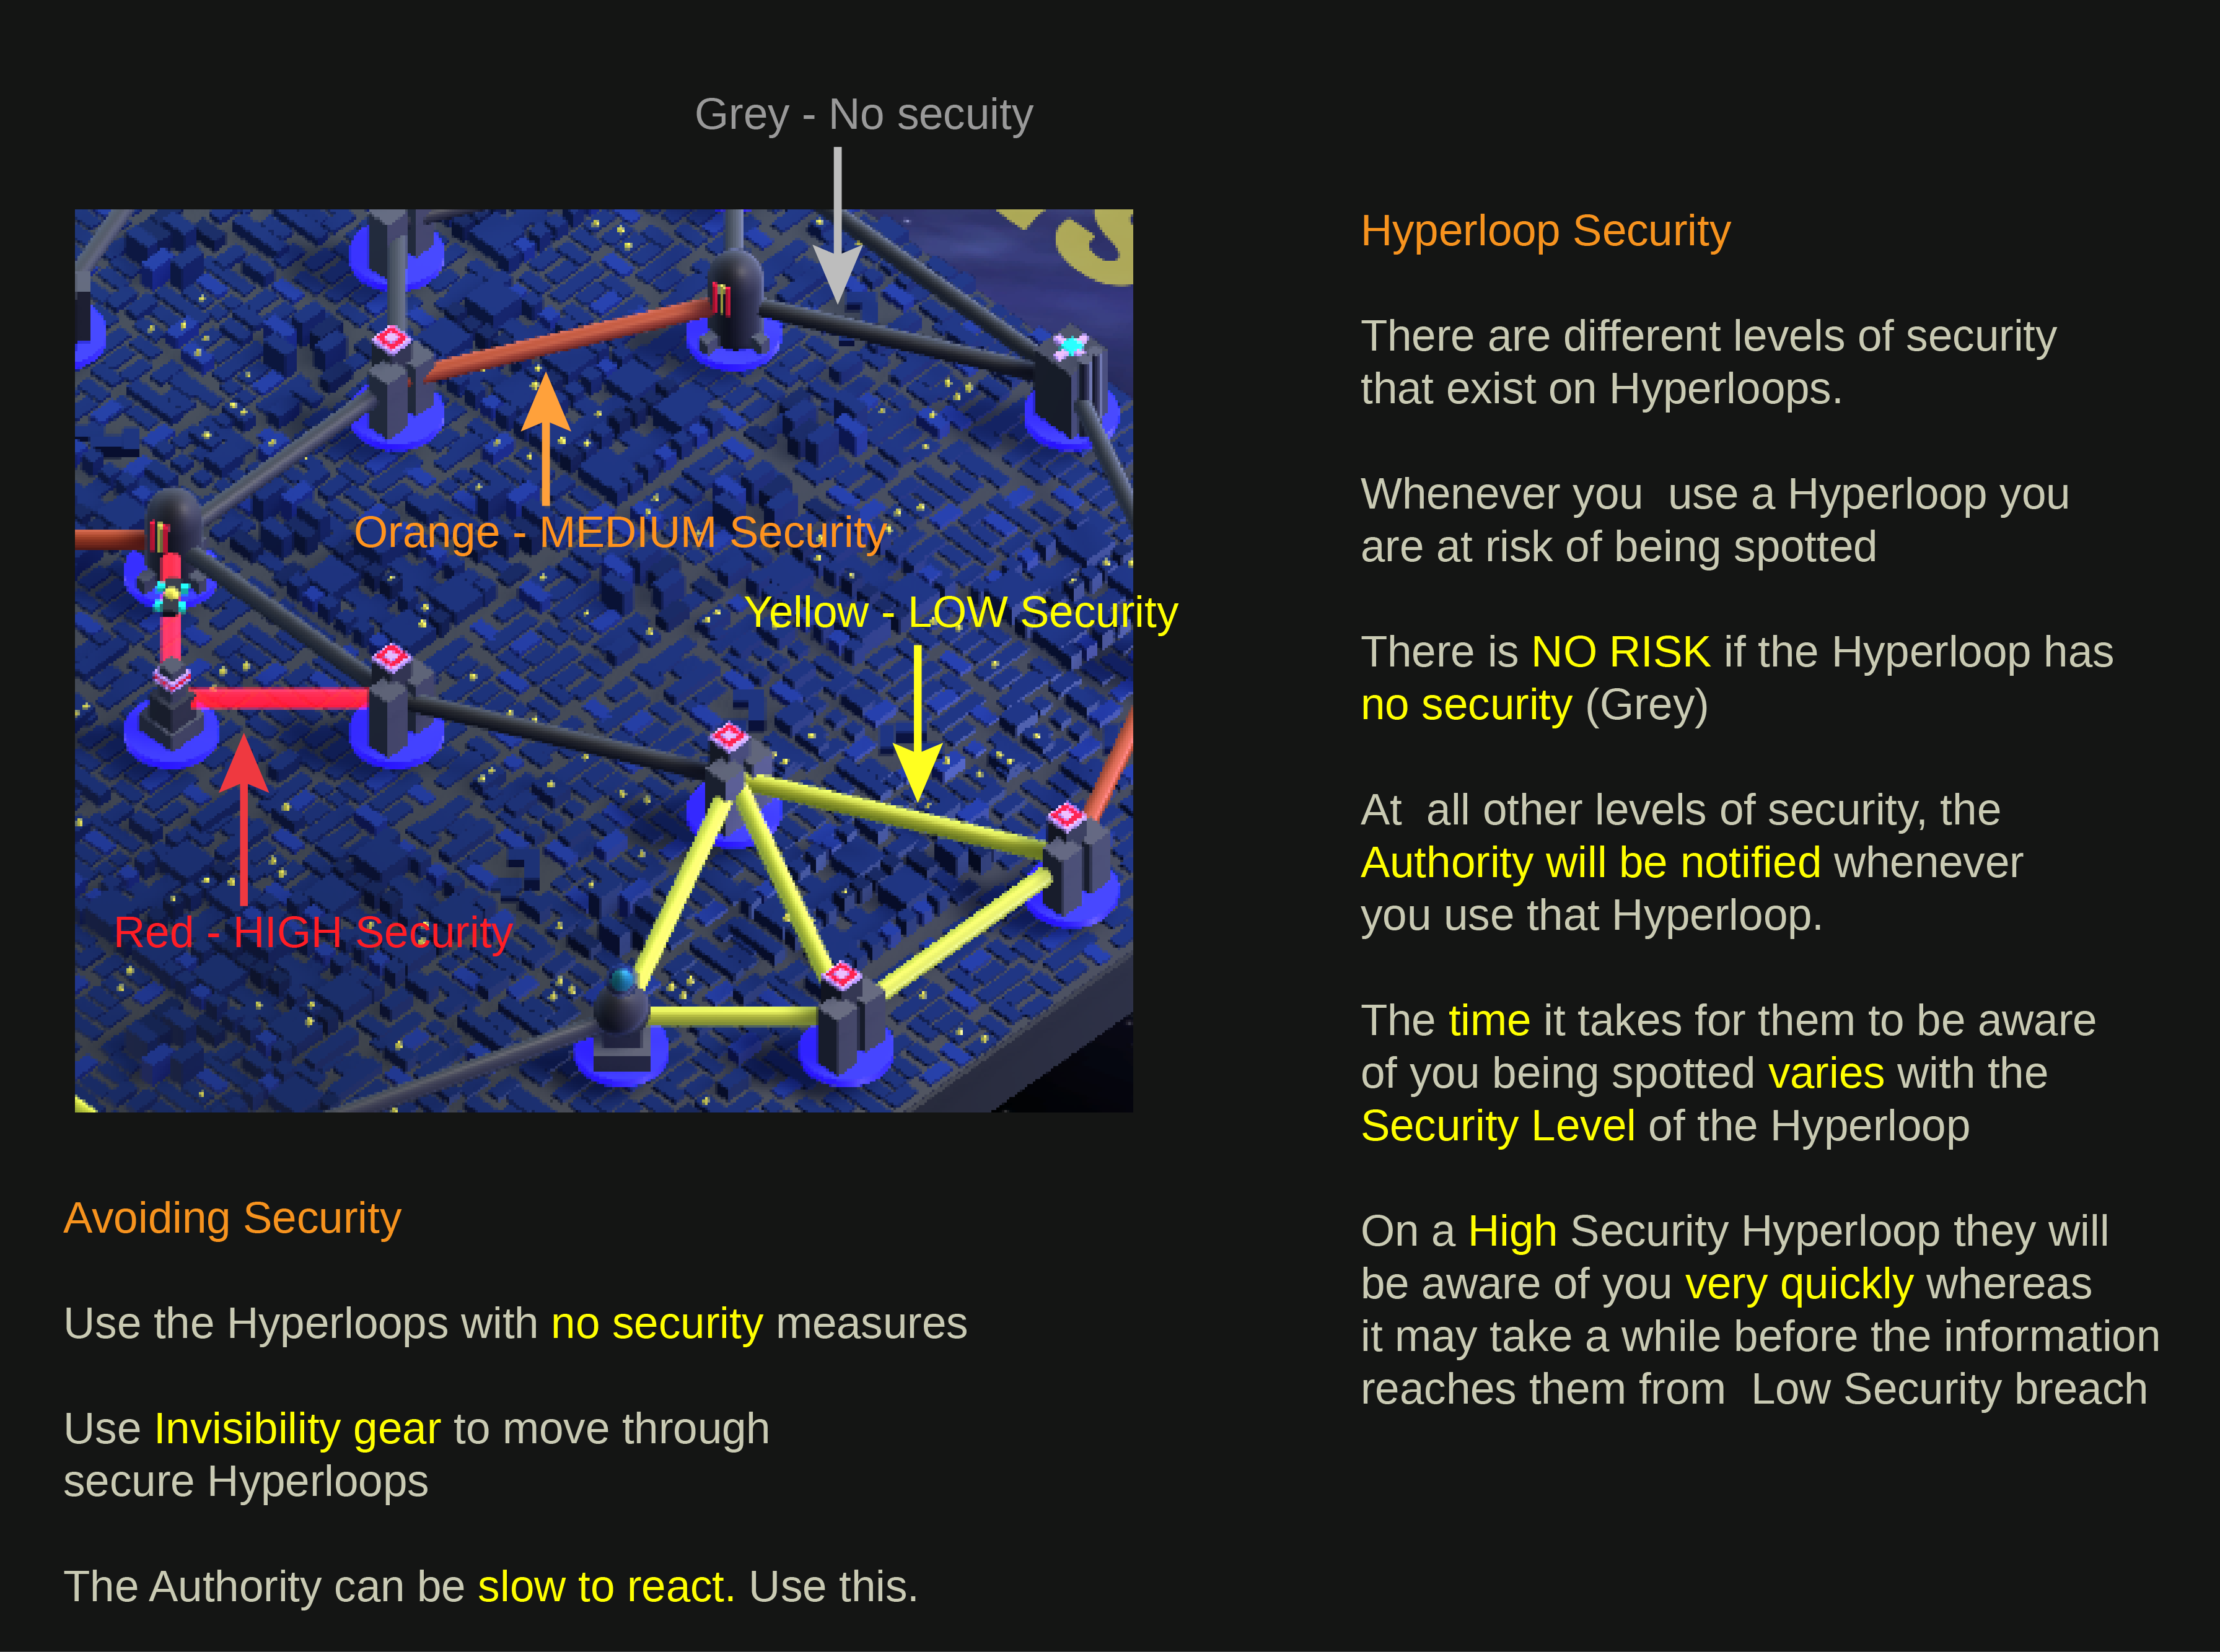 Grey - No secuity
Orange - MEDIUM Security
Yellow - LOW Security
Red - HIGH Security
Avoiding Security
Use the Hyperloops with no security measures
Use Invisibility gear to move through
secure Hyperloops
The Authority can be slow to react. Use this.
Hyperloop Security
There are different levels of security
that exist on Hyperloops.
Whenever you  use a Hyperloop you
are at risk of being spotted
There is NO RISK if the Hyperloop has
no security (Grey)
At  all other levels of security, the
Authority will be notified whenever
you use that Hyperloop.
The time it takes for them to be aware
of you being spotted varies with the
Security Level of the Hyperloop
On a High Security Hyperloop they will
be aware of you very quickly whereas
it may take a while before the information
reaches them from  Low Security breach